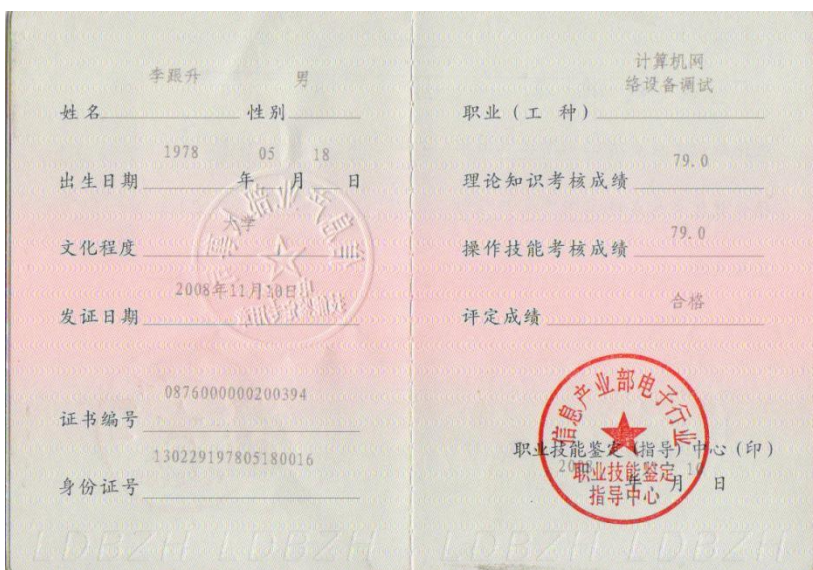 李跟升 男
姓名 性别
1978 05 18
出生日期 年 月 日
大学
文化程度
2008年11月10日
发证日期
0876000000200394
证书编号
130229197805180016
身份证号
计算机网
络设备调试
职业（工 种）
79.0
理论知识考核成绩
79.0
操作技能考核成绩
合格
评定成绩
信息产业部电子行业
职业技能鉴定（指导）中心（印）
2008 10
年 月 日
职业技能鉴定
指导中心
LDBZH LDBZH LDBZH LDBZH